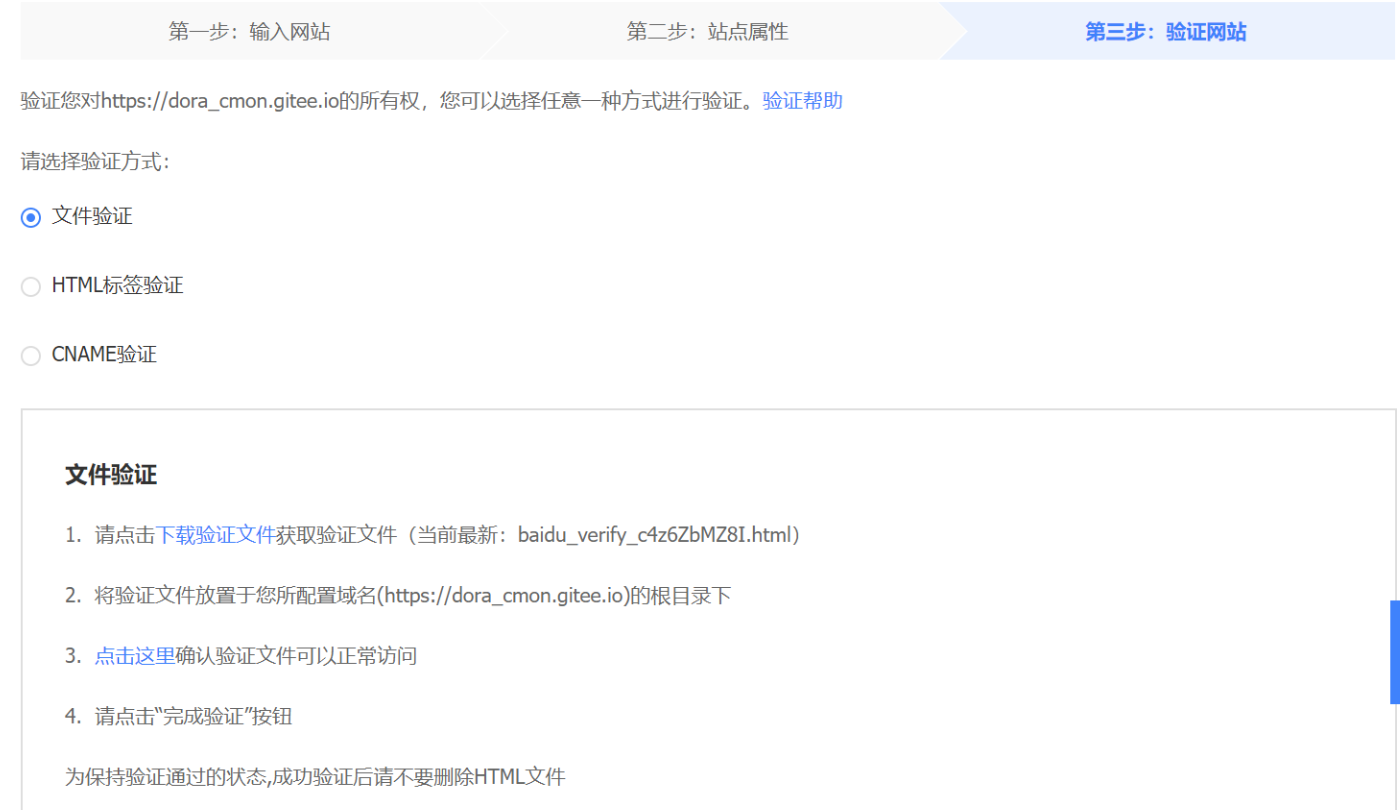 第一步：输入网站
第二步：站点属性
第三步：验证网站
验证您对https://dora_cmon.gitee.io的所有权，您可以选择任意一种方式进行验证。验证帮助
请选择验证方式：
文件验证
HTML标签验证
CNAME验证
文件验证
1. 请点击下载验证文件获取验证文件（当前最新：baidu_verify_c4z6ZbMZ8I.html）
2. 将验证文件放置于您所配置域名(https://dora_cmon.gitee.io)的根目录下
3. 点击这里确认验证文件可以正常访问
4. 请点击“完成验证”按钮
为保持验证通过的状态,成功验证后请不要删除HTML文件